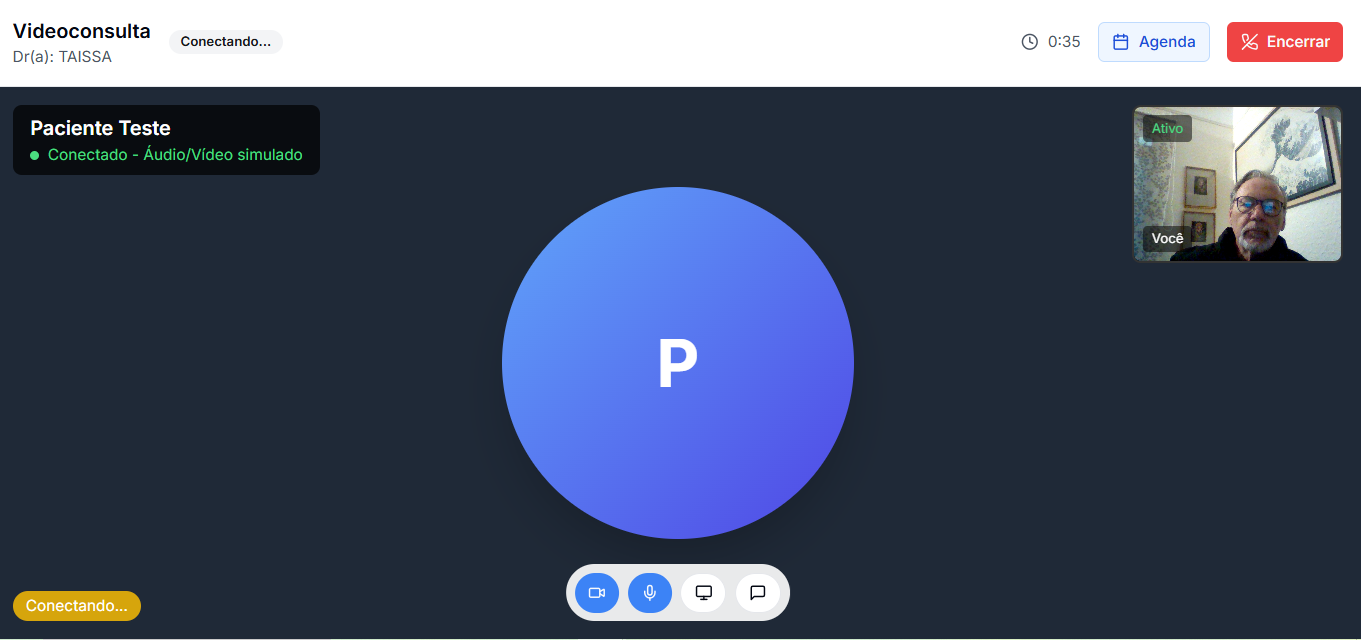 Videoconsulta
Dr(a): TAISSA
Conectando...
0:35
Agenda
Encerrar
Paciente Teste
Conectado - Áudio/Vídeo simulado
Ativo
Você
P
Conectando...